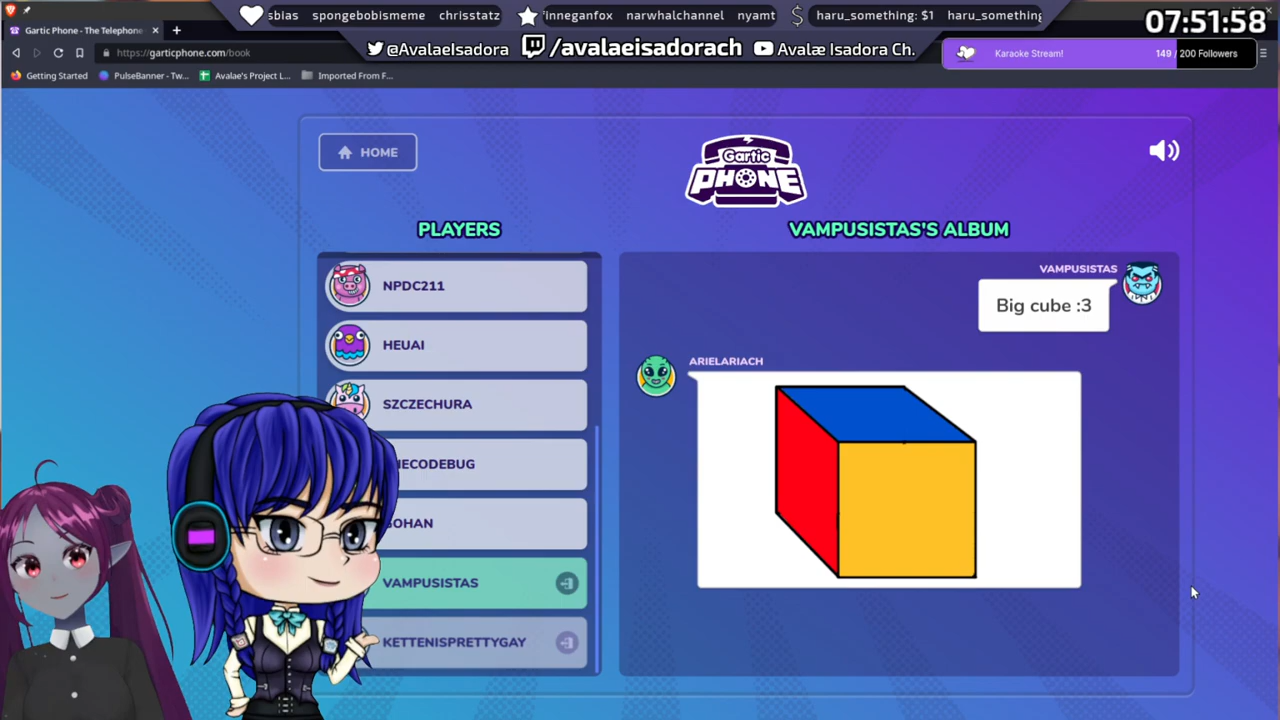 sbias spongebobismeme chrisstatz
'inneganfox narwhalchannel nyamt
$ haru_something: $1 haru_something
07:51:58
Gartic Phone - The Telephone
@AvalaeIsadora /avalaeisadorach Avalæ Isadora Ch.
https://garticphone.com/book
Karaoke Stream! 149 / 200 Followers
Getting Started PulseBanner - Tw... Avalae's Project L... Imported From F...
HOME
Gartic
PHONE
PLAYERS
VAMPUSISTAS'S ALBUM
NPDC211
HEUAI
SZCZECHURA
ECODEBUG
OHAN
VAMPUSISTAS
KETTENISPRETTYGAY
VAMPUSISTAS
Big cube :3
ARIELARIACH